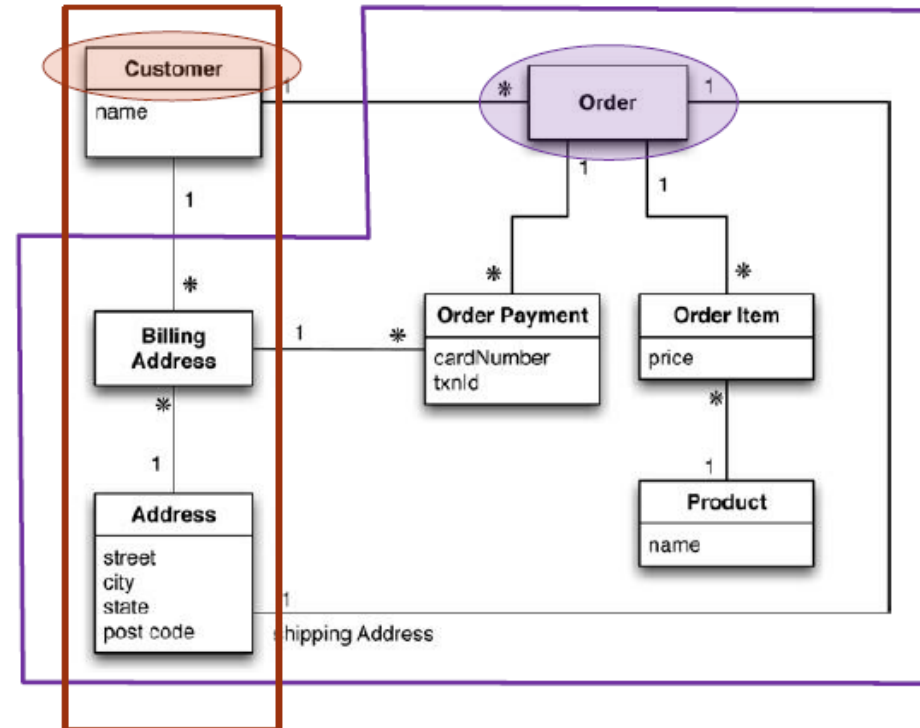 Customer
1
*
Order
1
name
1
1
1
*
*
*
Billing
Address
1
*
Order Payment
cardNumber
txnId
Order Item
price
*
*
1
1
Address
street
city
state
post code
Product
name
1
shipping Address